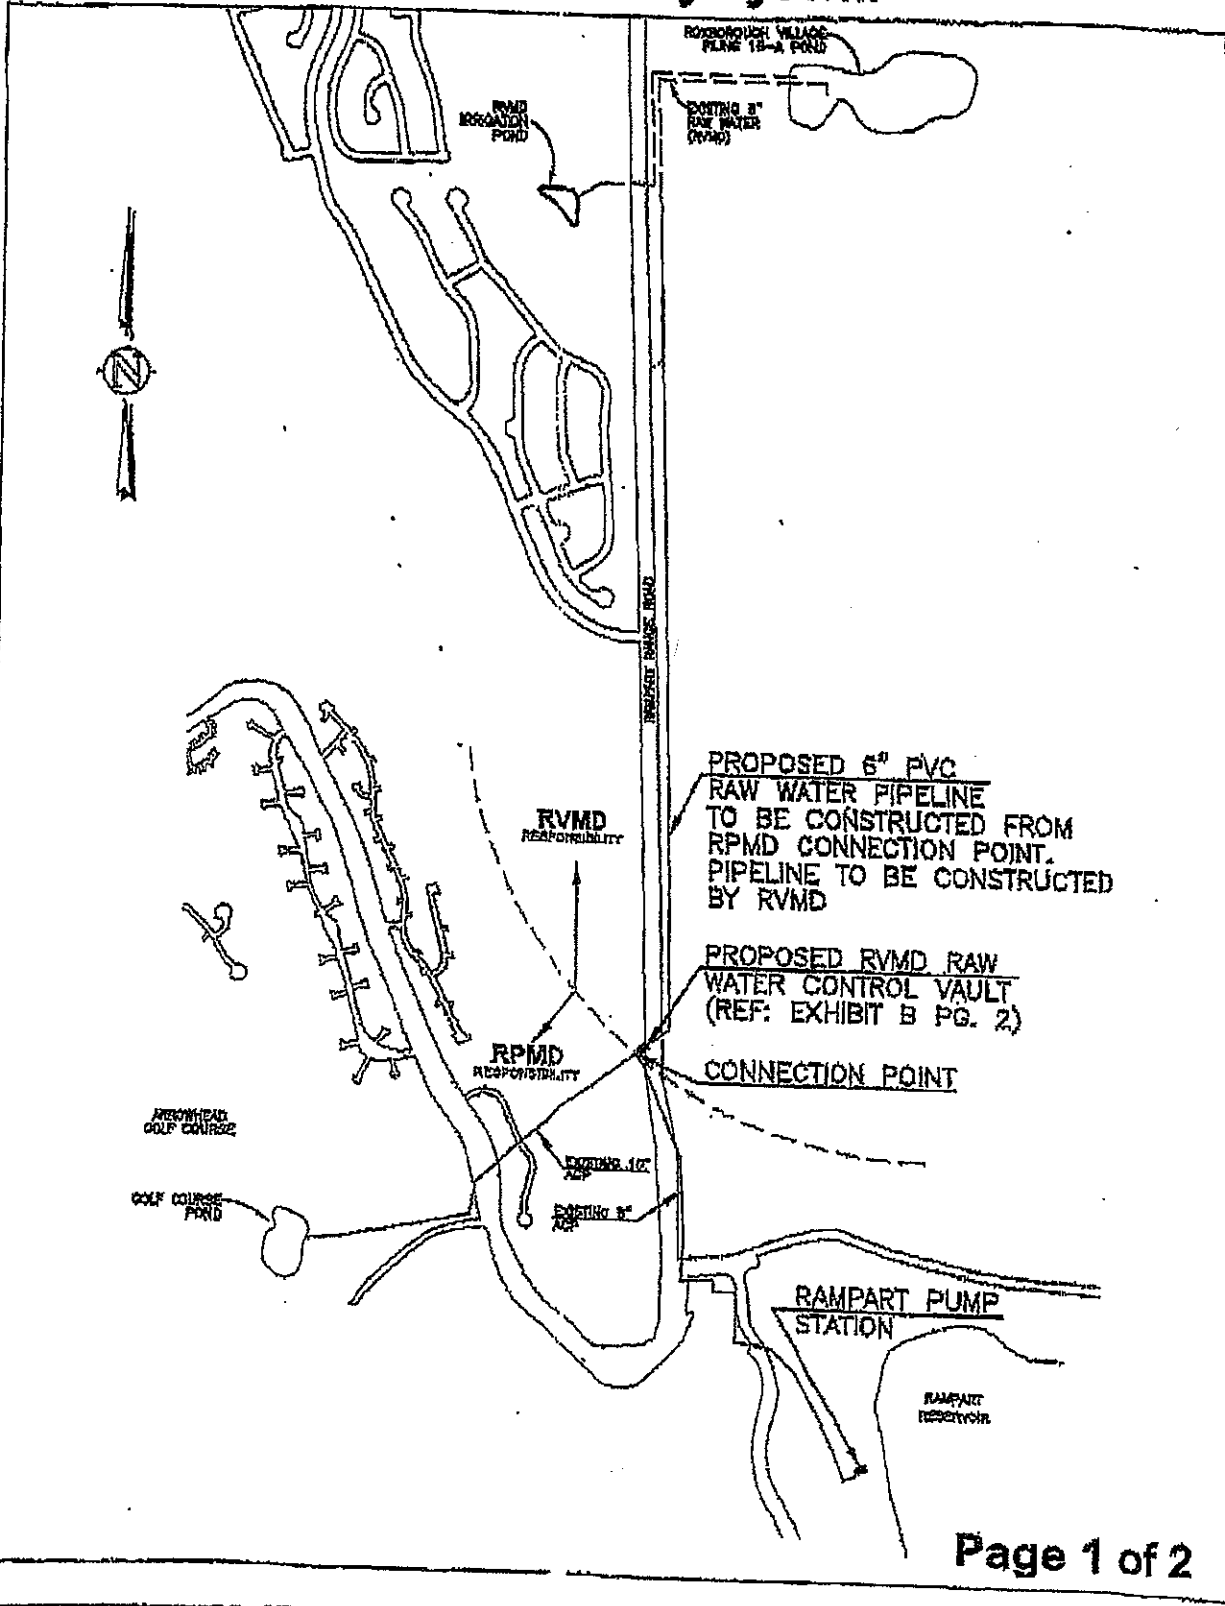 ROXBOROUGH VILLAGE
FILING 16-A POND
RVMD
IRRIGATION
POND
EXISTING 8"
RAW WATER
(RVMD)
N
RAMPART RANGE ROAD
PROPOSED 6" PVC
RAW WATER PIPELINE
TO BE CONSTRUCTED FROM
RPMD CONNECTION POINT.
PIPELINE TO BE CONSTRUCTED
BY RVMD
RVMD
RESPONSIBILITY
PROPOSED RVMD RAW
WATER CONTROL VAULT
(REF: EXHIBIT B PG. 2)
RPMD
RESPONSIBILITY
CONNECTION POINT
ARROWHEAD
GOLF COURSE
EXISTING 10"
ACP
GOLF COURSE
POND
EXISTING 8"
ACP
RAMPART PUMP
STATION
RAMPART
RESERVOIR
Page 1 of 2